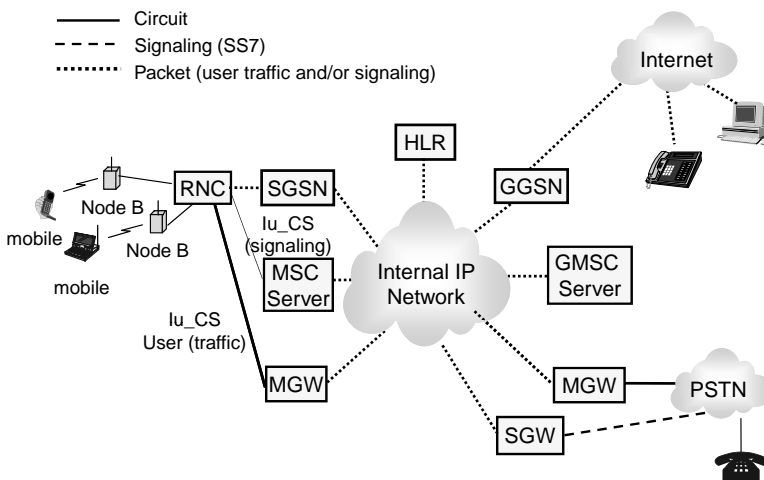 Circuit
Signaling (SS7)
Packet (user traffic and/or signaling)
Internet
HLR
RNC
SGSN
GGSN
Node B
mobile
Node B
mobile
Iu_CS
(signaling)
MSC
Server
Internal IP
Network
GMSC
Server
Iu_CS
User (traffic)
MGW
MGW
PSTN
SGW